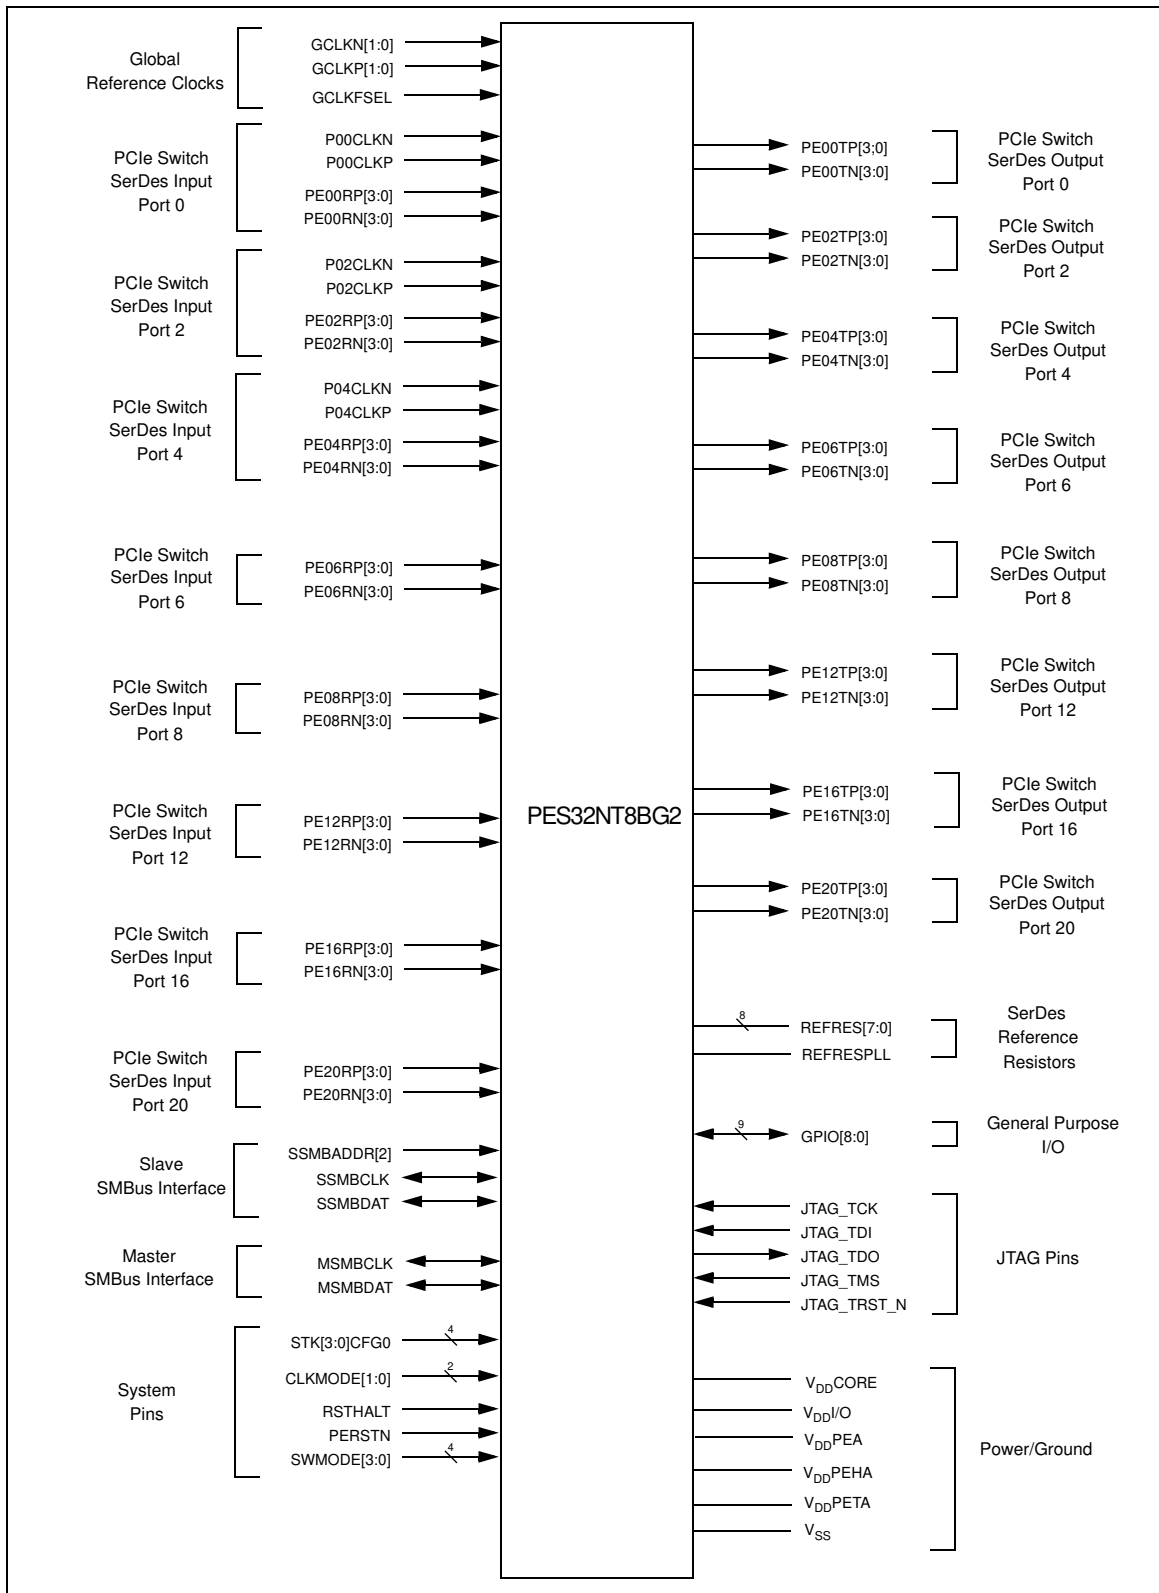 Global
Reference Clocks
GCLKN[1:0]
GCLKP[1:0]
GCLKFSEL
PCIe Switch
SerDes Input
Port 0
P00CLKN
P00CLKP
PE00RP[3:0]
PE00RN[3:0]
PCIe Switch
SerDes Input
Port 2
P02CLKN
P02CLKP
PE02RP[3:0]
PE02RN[3:0]
PCIe Switch
SerDes Input
Port 4
P04CLKN
P04CLKP
PE04RP[3:0]
PE04RN[3:0]
PCIe Switch
SerDes Input
Port 6
PE06RP[3:0]
PE06RN[3:0]
PCIe Switch
SerDes Input
Port 8
PE08RP[3:0]
PE08RN[3:0]
PCIe Switch
SerDes Input
Port 12
PE12RP[3:0]
PE12RN[3:0]
PCIe Switch
SerDes Input
Port 16
PE16RP[3:0]
PE16RN[3:0]
PCIe Switch
SerDes Input
Port 20
PE20RP[3:0]
PE20RN[3:0]
Slave
SMBus Interface
SSMBADDR[2]
SSMBCLK
SSMBDAT
Master
SMBus Interface
MSMBCLK
MSMBDAT
System
Pins
STK[3:0]CFG0
4
CLKMODE[1:0]
2
RSTHALT
PERSTN
SWMODE[3:0]
4
PES32NT8BG2
PE00TP[3;0]
PE00TN[3:0]
PCIe Switch
SerDes Output
Port 0
PE02TP[3:0]
PE02TN[3:0]
PCIe Switch
SerDes Output
Port 2
PE04TP[3:0]
PE04TN[3:0]
PCIe Switch
SerDes Output
Port 4
PE06TP[3:0]
PE06TN[3:0]
PCIe Switch
SerDes Output
Port 6
PE08TP[3:0]
PE08TN[3:0]
PCIe Switch
SerDes Output
Port 8
PE12TP[3:0]
PE12TN[3:0]
PCIe Switch
SerDes Output
Port 12
PE16TP[3:0]
PE16TN[3:0]
PCIe Switch
SerDes Output
Port 16
PE20TP[3:0]
PE20TN[3:0]
PCIe Switch
SerDes Output
Port 20
8
REFRES[7:0]
REFRESPLL
SerDes
Reference
Resistors
9
GPIO[8:0]
General Purpose
I/O
JTAG_TCK
JTAG_TDI
JTAG_TDO
JTAG_TMS
JTAG_TRST_N
JTAG Pins
VDDCORE
VDDI/O
VDDPEA
VDDPEHA
VDDPETA
VSS
Power/Ground